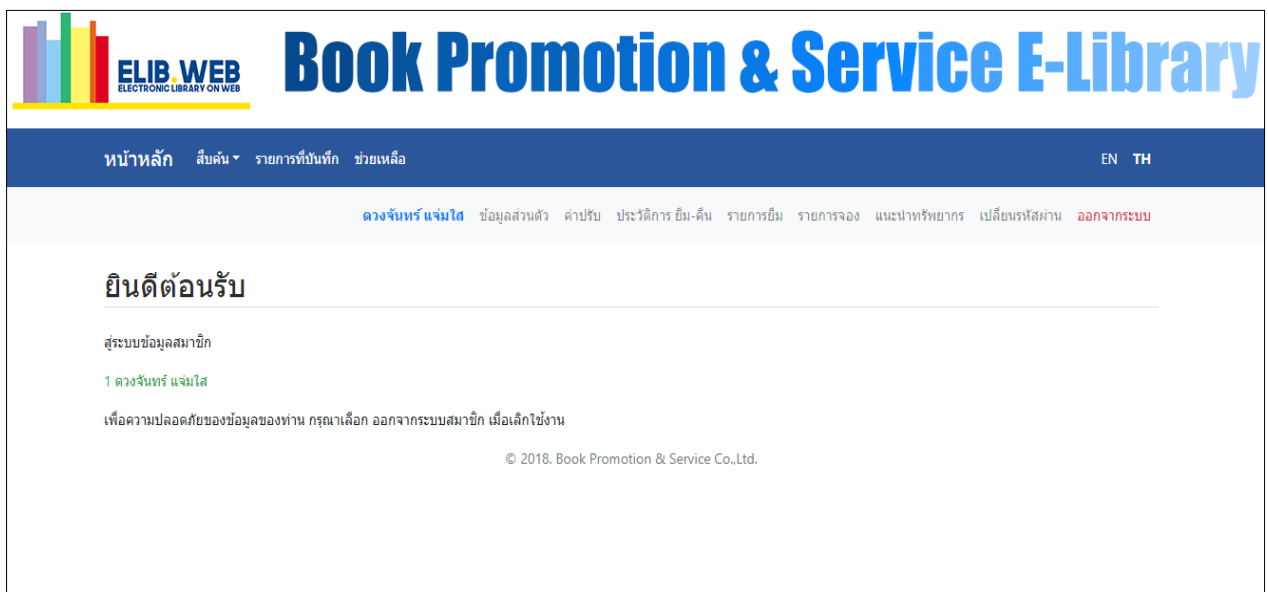 ELIB.WEB
ELECTRONIC LIBRARY ON WEB
Book Promotion & Service E-Library
หน้าหลัก สืบค้น รายการที่บันทึก ช่วยเหลือ EN TH
ดวงจันทร์ แจ่มใส ข้อมูลส่วนตัว ค่าปรับ ประวัติการ ยืม-คืน รายการยืม รายการจอง แนะนำทรัพยากร เปลี่ยนรหัสผ่าน ออกจากระบบ
ยินดีต้อนรับ
สู่ระบบข้อมูลสมาชิก
1 ดวงจันทร์ แจ่มใส
เพื่อความปลอดภัยของข้อมูลของท่าน กรุณาเลือก ออกจากระบบสมาชิก เมื่อเลิกใช้งาน
© 2018. Book Promotion & Service Co.,Ltd.